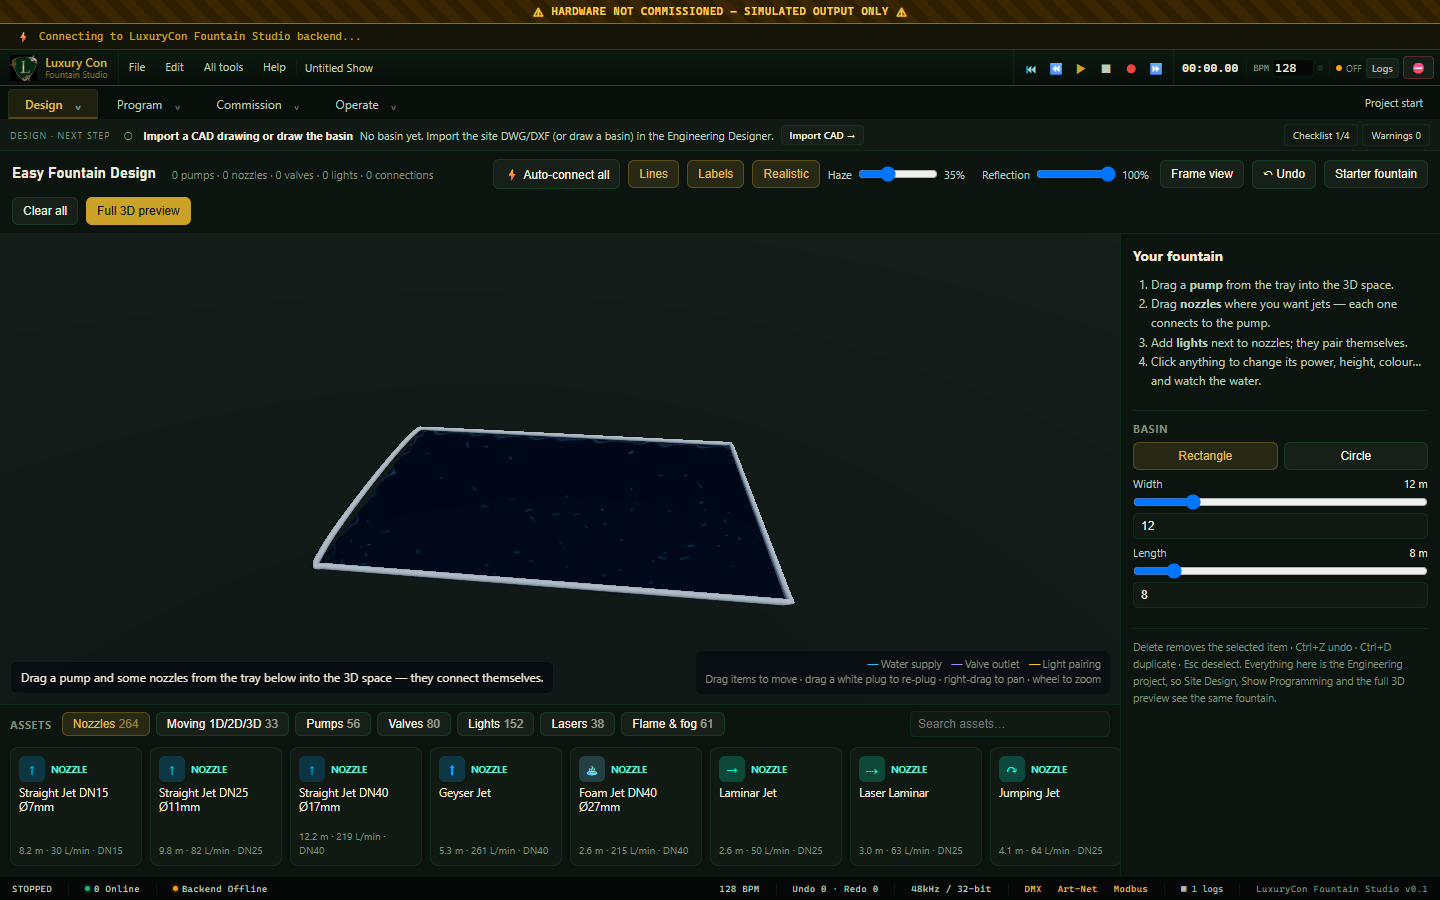 ⚠ HARDWARE NOT COMMISSIONED — SIMULATED OUTPUT ONLY ⚠
Connecting to LuxuryCon Fountain Studio backend...
Luxury Con
Fountain Studio
File Edit All tools Help Untitled Show
00:00.00 BPM 128 OFF Logs
Design Program Commission Operate Project start
DESIGN · NEXT STEP Import a CAD drawing or draw the basin No basin yet. Import the site DWG/DXF (or draw a basin) in the Engineering Designer. Import CAD → Checklist 1/4 Warnings 0
Easy Fountain Design 0 pumps · 0 nozzles · 0 valves · 0 lights · 0 connections Auto-connect all Lines Labels Realistic Haze 35% Reflection 100% Frame view ↶ Undo Starter fountain
Clear all Full 3D preview
Your fountain
1. Drag a pump from the tray into the 3D space.
2. Drag nozzles where you want jets — each one
connects to the pump.
3. Add lights next to nozzles; they pair themselves.
4. Click anything to change its power, height, colour...
and watch the water.
BASIN
Rectangle Circle
Width 12 m
12
Length 8 m
8
Delete removes the selected item · Ctrl+Z undo · Ctrl+D
duplicate · Esc deselect. Everything here is the Engineering
project, so Site Design, Show Programming and the full 3D
preview see the same fountain.
Drag a pump and some nozzles from the tray below into the 3D space — they connect themselves.
— Water supply — Valve outlet — Light pairing
Drag items to move · drag a white plug to re-plug · right-drag to pan · wheel to zoom
ASSETS Nozzles 264 Moving 1D/2D/3D 33 Pumps 56 Valves 80 Lights 152 Lasers 38 Flame & fog 61 Search assets...
↑ NOZZLE
Straight Jet DN15
Ø7mm
8.2 m · 30 L/min · DN15
↑ NOZZLE
Straight Jet DN25
Ø11mm
9.8 m · 82 L/min · DN25
↑ NOZZLE
Straight Jet DN40
Ø17mm
12.2 m · 219 L/min ·
DN40
NOZZLE
Geyser Jet
5.3 m · 261 L/min · DN40
NOZZLE
Foam Jet DN40
Ø27mm
2.6 m · 215 L/min · DN40
→ NOZZLE
Laminar Jet
2.6 m · 50 L/min · DN25
NOZZLE
Laser Laminar
3.0 m · 63 L/min · DN25
NOZZLE
Jumping Jet
4.1 m · 64 L/min · DN25
STOPPED 0 Online Backend Offline 128 BPM Undo 0 · Redo 0 48kHz / 32-bit DMX Art-Net Modbus 1 logs LuxuryCon Fountain Studio v0.1